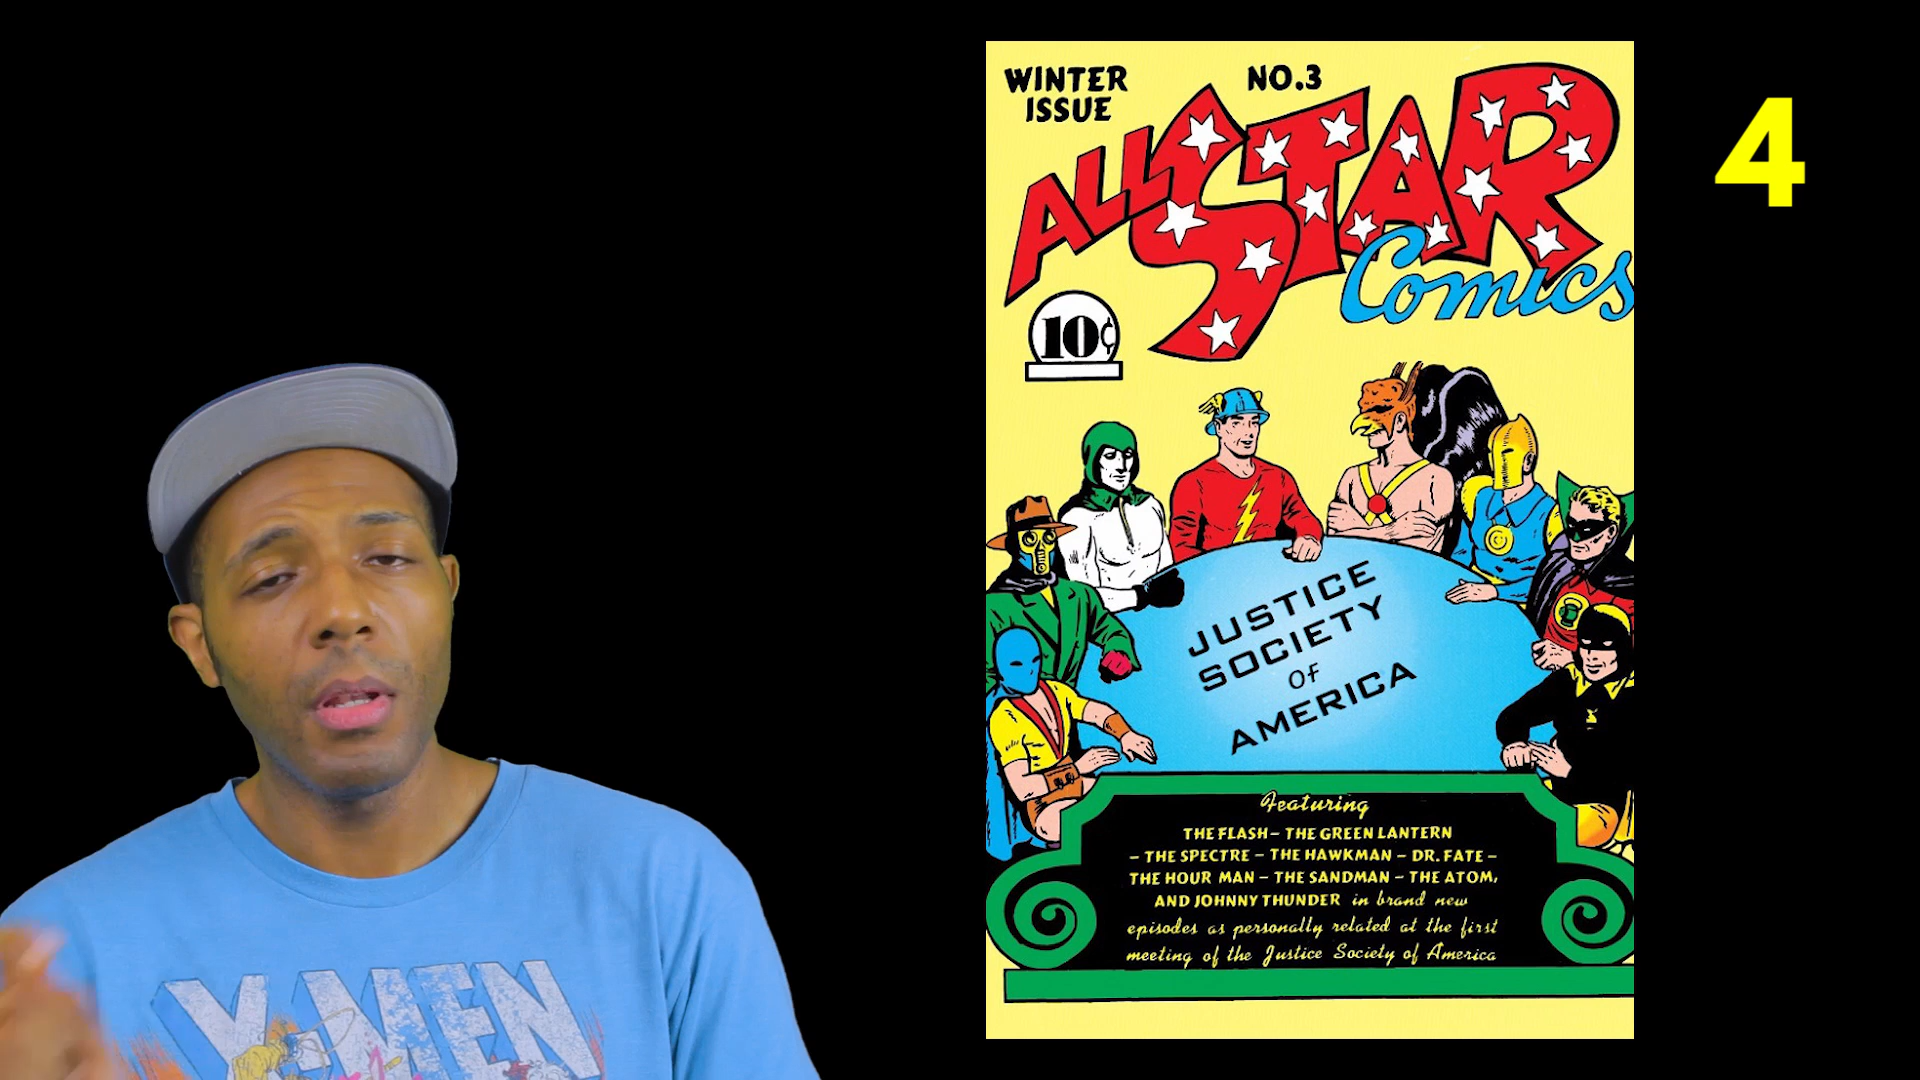 WINTER
ISSUE
NO.3
ALL STAR
Comics
10¢
JUSTICE
SOCIETY
OF
AMERICA
Featuring
THE FLASH – THE GREEN LANTERN
– THE SPECTRE – THE HAWKMAN – DR. FATE –
THE HOUR MAN – THE SANDMAN – THE ATOM,
AND JOHNNY THUNDER in brand new
episodes as personally related at the first
meeting of the Justice Society of America
4
X-MEN